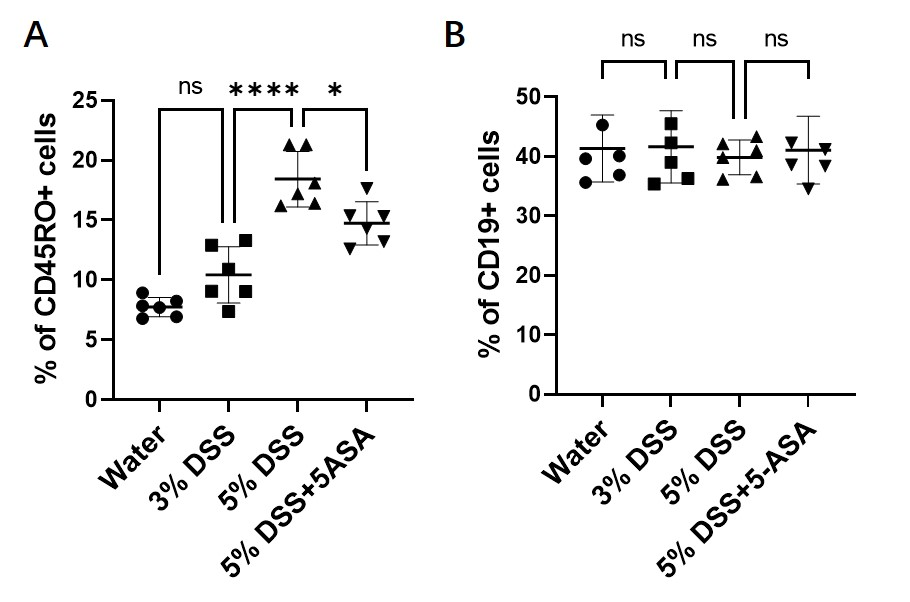 A
ns
****
*
% of CD45RO+ cells
25
20
15
10
5
0
Water
3% DSS
5% DSS
5% DSS+5ASA
B
ns
ns
ns
% of CD19+ cells
50
40
30
20
10
0
Water
3% DSS
5% DSS
5% DSS+5-ASA